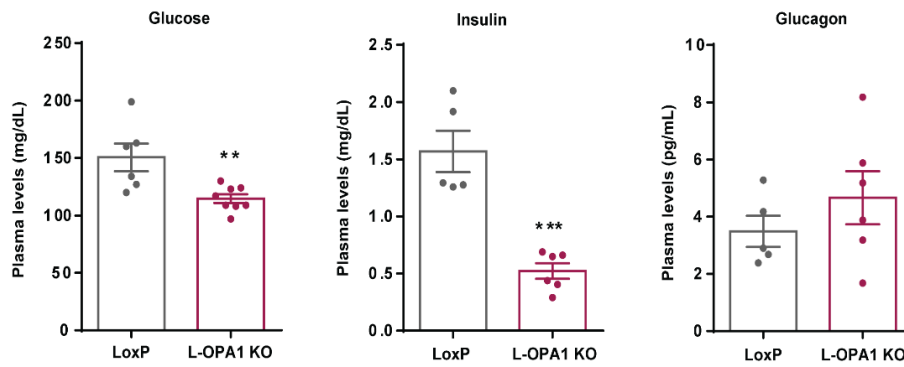 Glucose
Plasma levels (mg/dL)
250
200
150
100
50
0
**
LoxP
L-OPA1 KO
Insulin
Plasma levels (mg/dL)
2.5
2.0
1.5
1.0
0.5
0.0
***
LoxP
L-OPA1 KO
Glucagon
Plasma levels (pg/mL)
10
8
6
4
2
0
LoxP
L-OPA1 KO